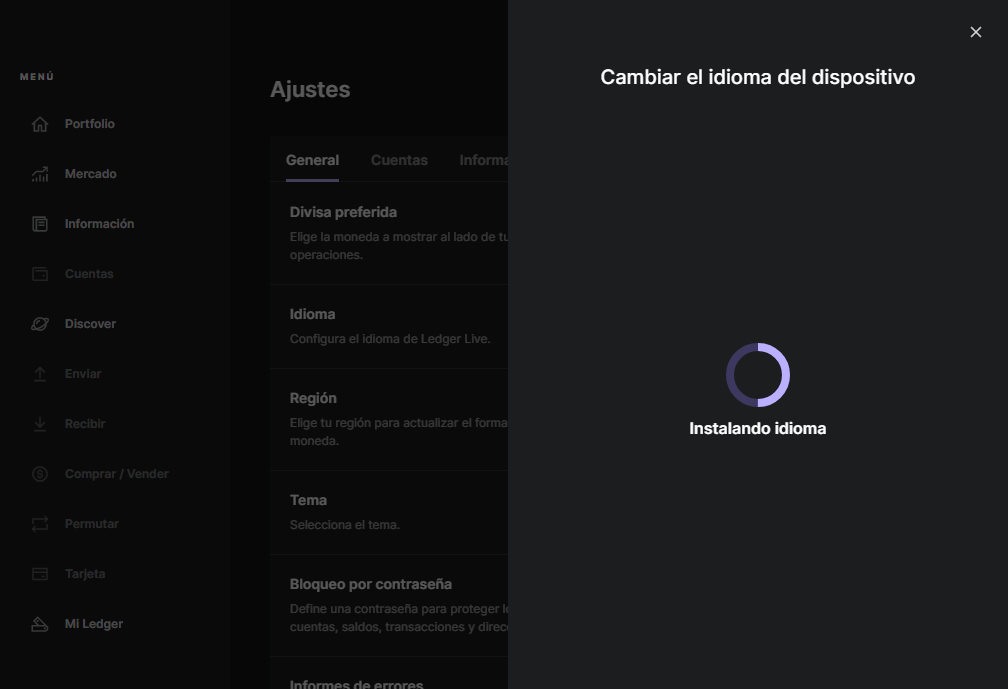 MENÚ
Portfolio
Mercado
Información
Cuentas
Discover
Enviar
Recibir
Comprar / Vender
Permutar
Tarjeta
Mi Ledger
Ajustes
General Cuentas Informa
Divisa preferida
Elige la moneda a mostrar al lado de tu
operaciones.
Idioma
Configura el idioma de Ledger Live.
Región
Elige tu región para actualizar el forma
moneda.
Tema
Selecciona el tema.
Bloqueo por contraseña
Define una contraseña para proteger lo
cuentas, saldos, transacciones y direcc
Informes de errores
Cambiar el idioma del dispositivo
Instalando idioma